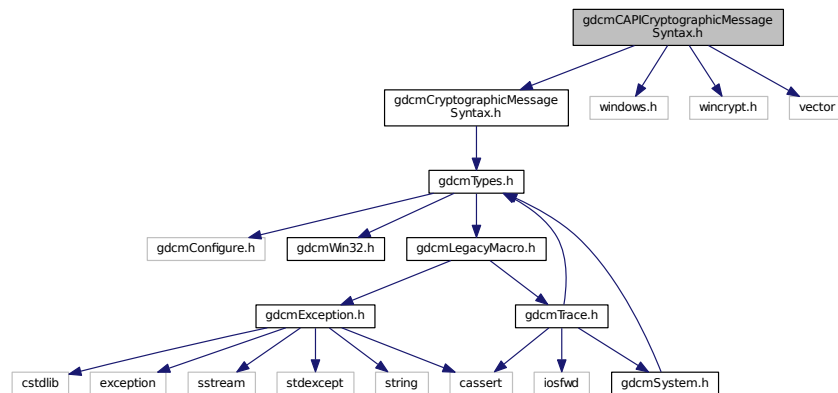 gdcmCAPICryptographicMessage
Syntax.h
gdcmCryptographicMessage
Syntax.h
windows.h
wincrypt.h
vector
gdcmTypes.h
gdcmConfigure.h
gdcmWin32.h
gdcmLegacyMacro.h
gdcmException.h
gdcmTrace.h
cstdlib
exception
sstream
stdexcept
string
cassert
iosfwd
gdcmSystem.h